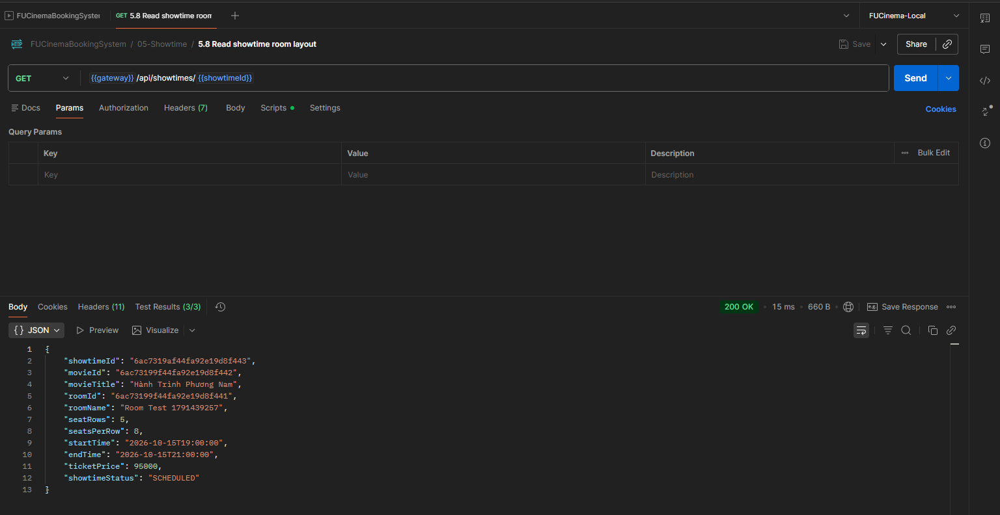 FUCinemaBookingSyster GET 5.8 Read showtime room FUCinema-Local
HTTP FUCinemaBookingSystem / 05-Showtime / 5.8 Read showtime room layout Save Share
GET {{gateway}} /api/showtimes/ {{showtimeId}} Send
Docs Params Authorization Headers (7) Body Scripts Settings Cookies
Query Params
Key Value Description Bulk Edit
Key Value Description
Body Cookies Headers (11) Test Results (3/3) 200 OK 15 ms 660 B e.g. Save Response
{} JSON Preview Visualize
1 {
2 "showtimeId": "6ac7319af44fa92e19d8f443",
3 "movieId": "6ac73199f44fa92e19d8f442",
4 "movieTitle": "Hành Trình Phương Nam",
5 "roomId": "6ac73199f44fa92e19d8f441",
6 "roomName": "Room Test 1791439257",
7 "seatRows": 5,
8 "seatsPerRow": 8,
9 "startTime": "2026-10-15T19:00:00",
10 "endTime": "2026-10-15T21:00:00",
11 "ticketPrice": 95000,
12 "showtimeStatus": "SCHEDULED"
13 }